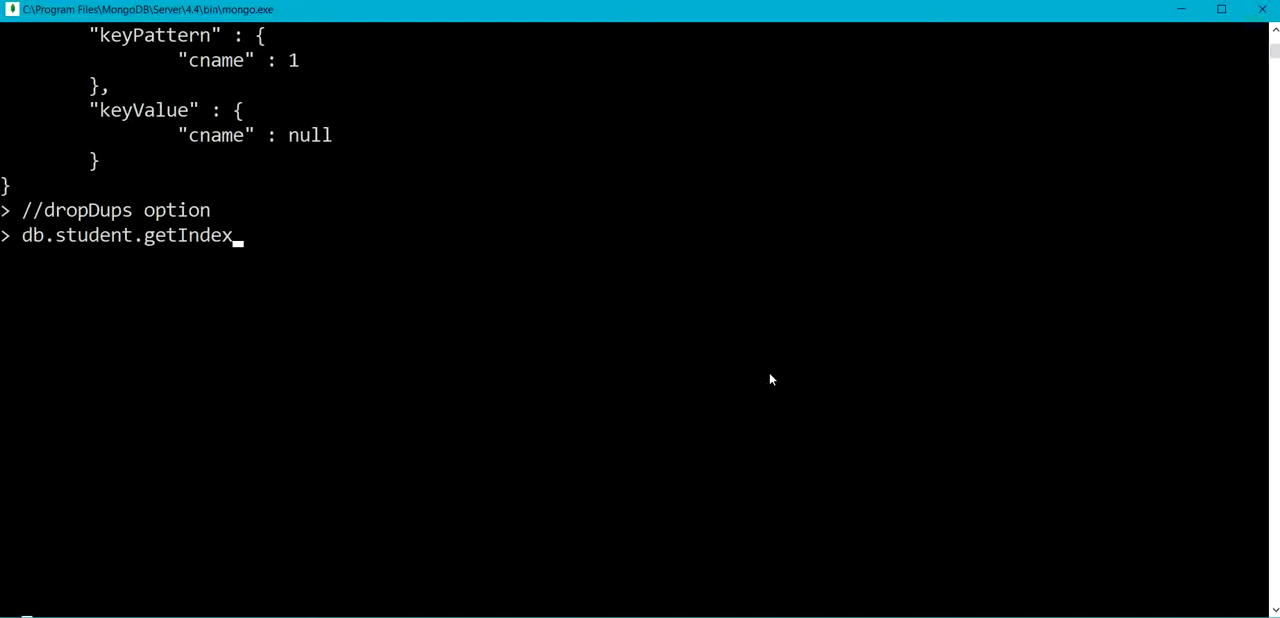 C:\Program Files\MongoDB\Server\4.4\bin\mongo.exe
"keyPattern" : {
"cname" : 1
},
"keyValue" : {
"cname" : null
}
}
> //dropDups option
> db.student.getIndex